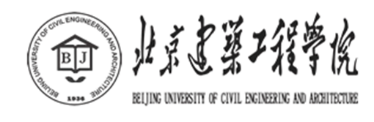 BEIJING UNIVERSITY OF CIVIL ENGINEERING AND ARCHITECTURE
BJ
1936
北京建筑工程学院
BEIJING UNIVERSITY OF CIVIL ENGINEERING AND ARCHITECTURE